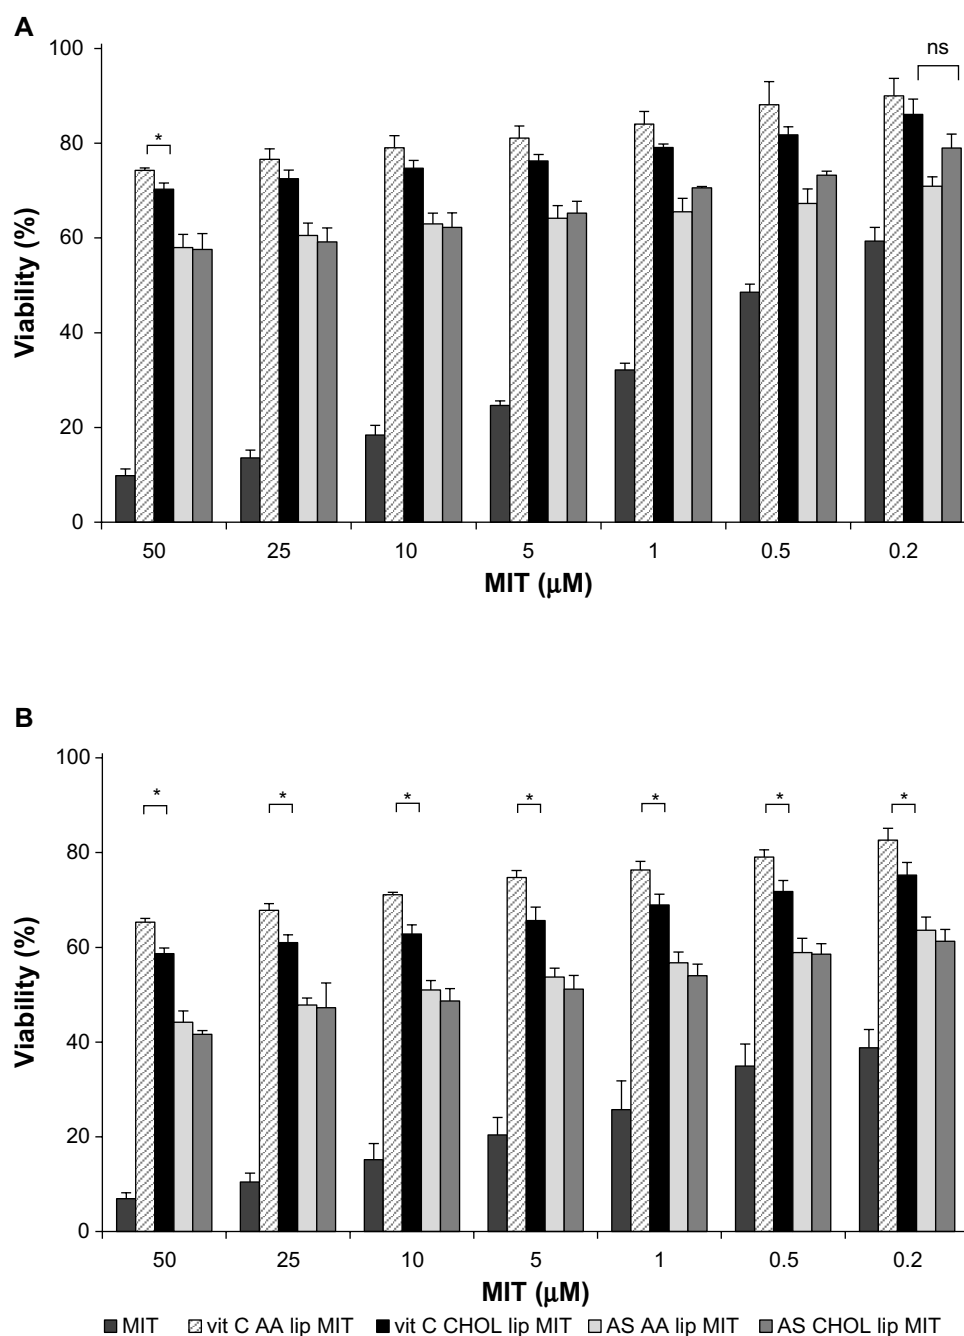 A
100
80
60
40
20
0
Viability (%)
*
ns
50 25 10 5 1 0.5 0.2
MIT (μM)
B
100
80
60
40
20
0
Viability (%)
* * * * * * *
50 25 10 5 1 0.5 0.2
MIT (μM)
MIT vit C AA lip MIT vit C CHOL lip MIT AS AA lip MIT AS CHOL lip MIT